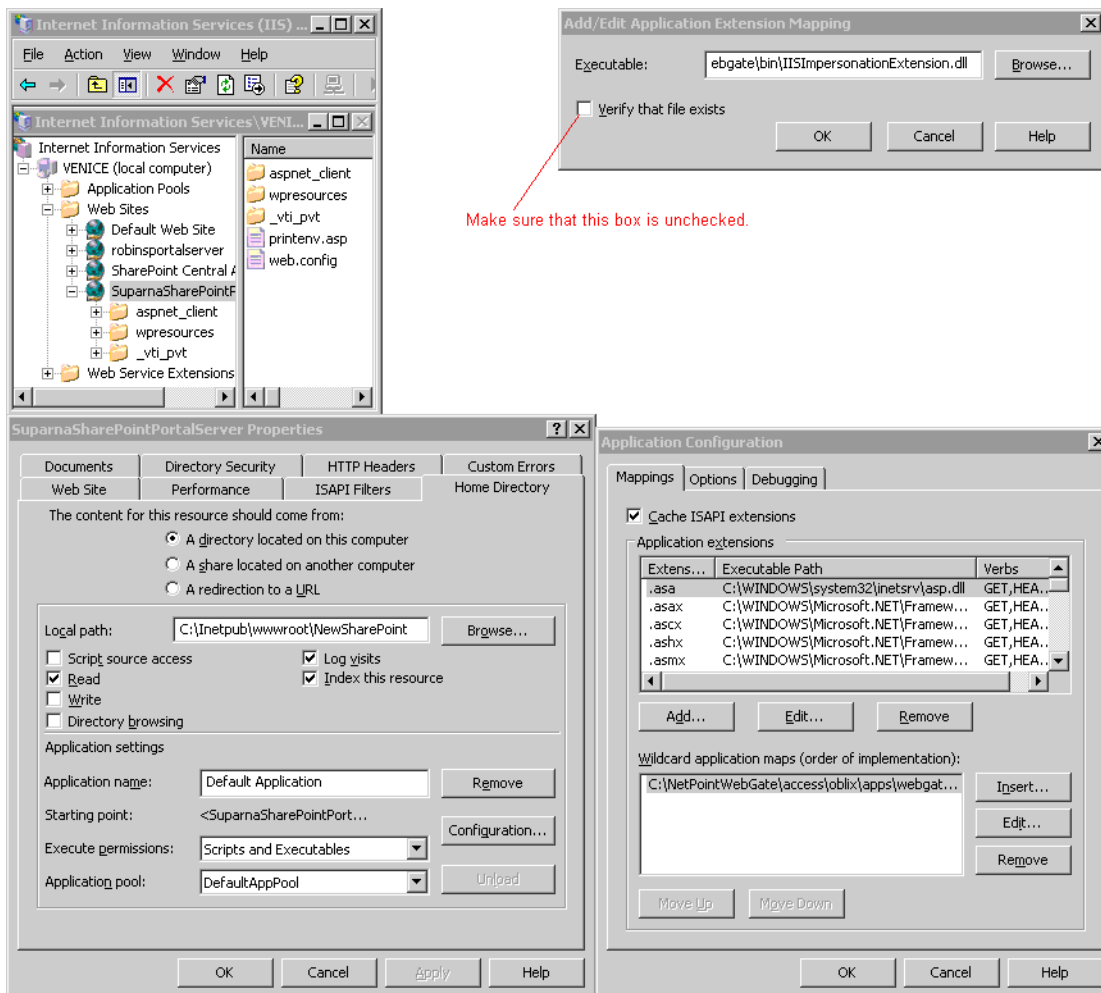 Internet Information Services (IIS) ...
File Action View Window Help
Internet Information Services\VENI...
Internet Information Services
VENICE (local computer)
Application Pools
Web Sites
Default Web Site
robinsportalserver
SharePoint Central A
SuparnaSharePointP
aspnet_client
wpresources
_vti_pvt
Web Service Extensions
Name
aspnet_client
wpresources
_vti_pvt
printenv.asp
web.config
Add/Edit Application Extension Mapping
Executable: ebgate\bin\IISImpersonationExtension.dll Browse...
Verify that file exists
OK Cancel Help
Make sure that this box is unchecked.
SuparnaSharePointPortalServer Properties
Documents Directory Security HTTP Headers Custom Errors
Web Site Performance ISAPI Filters Home Directory
The content for this resource should come from:
A directory located on this computer
A share located on another computer
A redirection to a URL
Local path: C:\Inetpub\wwwroot\NewSharePoint Browse...
Script source access Log visits
Read Index this resource
Write
Directory browsing
Application settings
Application name: Default Application Remove
Starting point: <SuparnaSharePointPort...
Configuration...
Execute permissions: Scripts and Executables
Application pool: DefaultAppPool Unload
OK Cancel Apply Help
Application Configuration
Mappings Options Debugging
Cache ISAPI extensions
Application extensions
Extens... Executable Path Verbs
.asa C:\WINDOWS\system32\inetsrv\asp.dll GET,HEA...
.asax C:\WINDOWS\Microsoft.NET\Framew... GET,HEA...
.ascx C:\WINDOWS\Microsoft.NET\Framew... GET,HEA...
.ashx C:\WINDOWS\Microsoft.NET\Framew... GET,HEA...
.asmx C:\WINDOWS\Microsoft.NET\Framew... GET,HEA...
Add... Edit... Remove
Wildcard application maps (order of implementation):
C:\NetPointWebGate\access\oblix\apps\webgat...
Insert...
Edit...
Remove
Move Up Move Down
OK Cancel Help